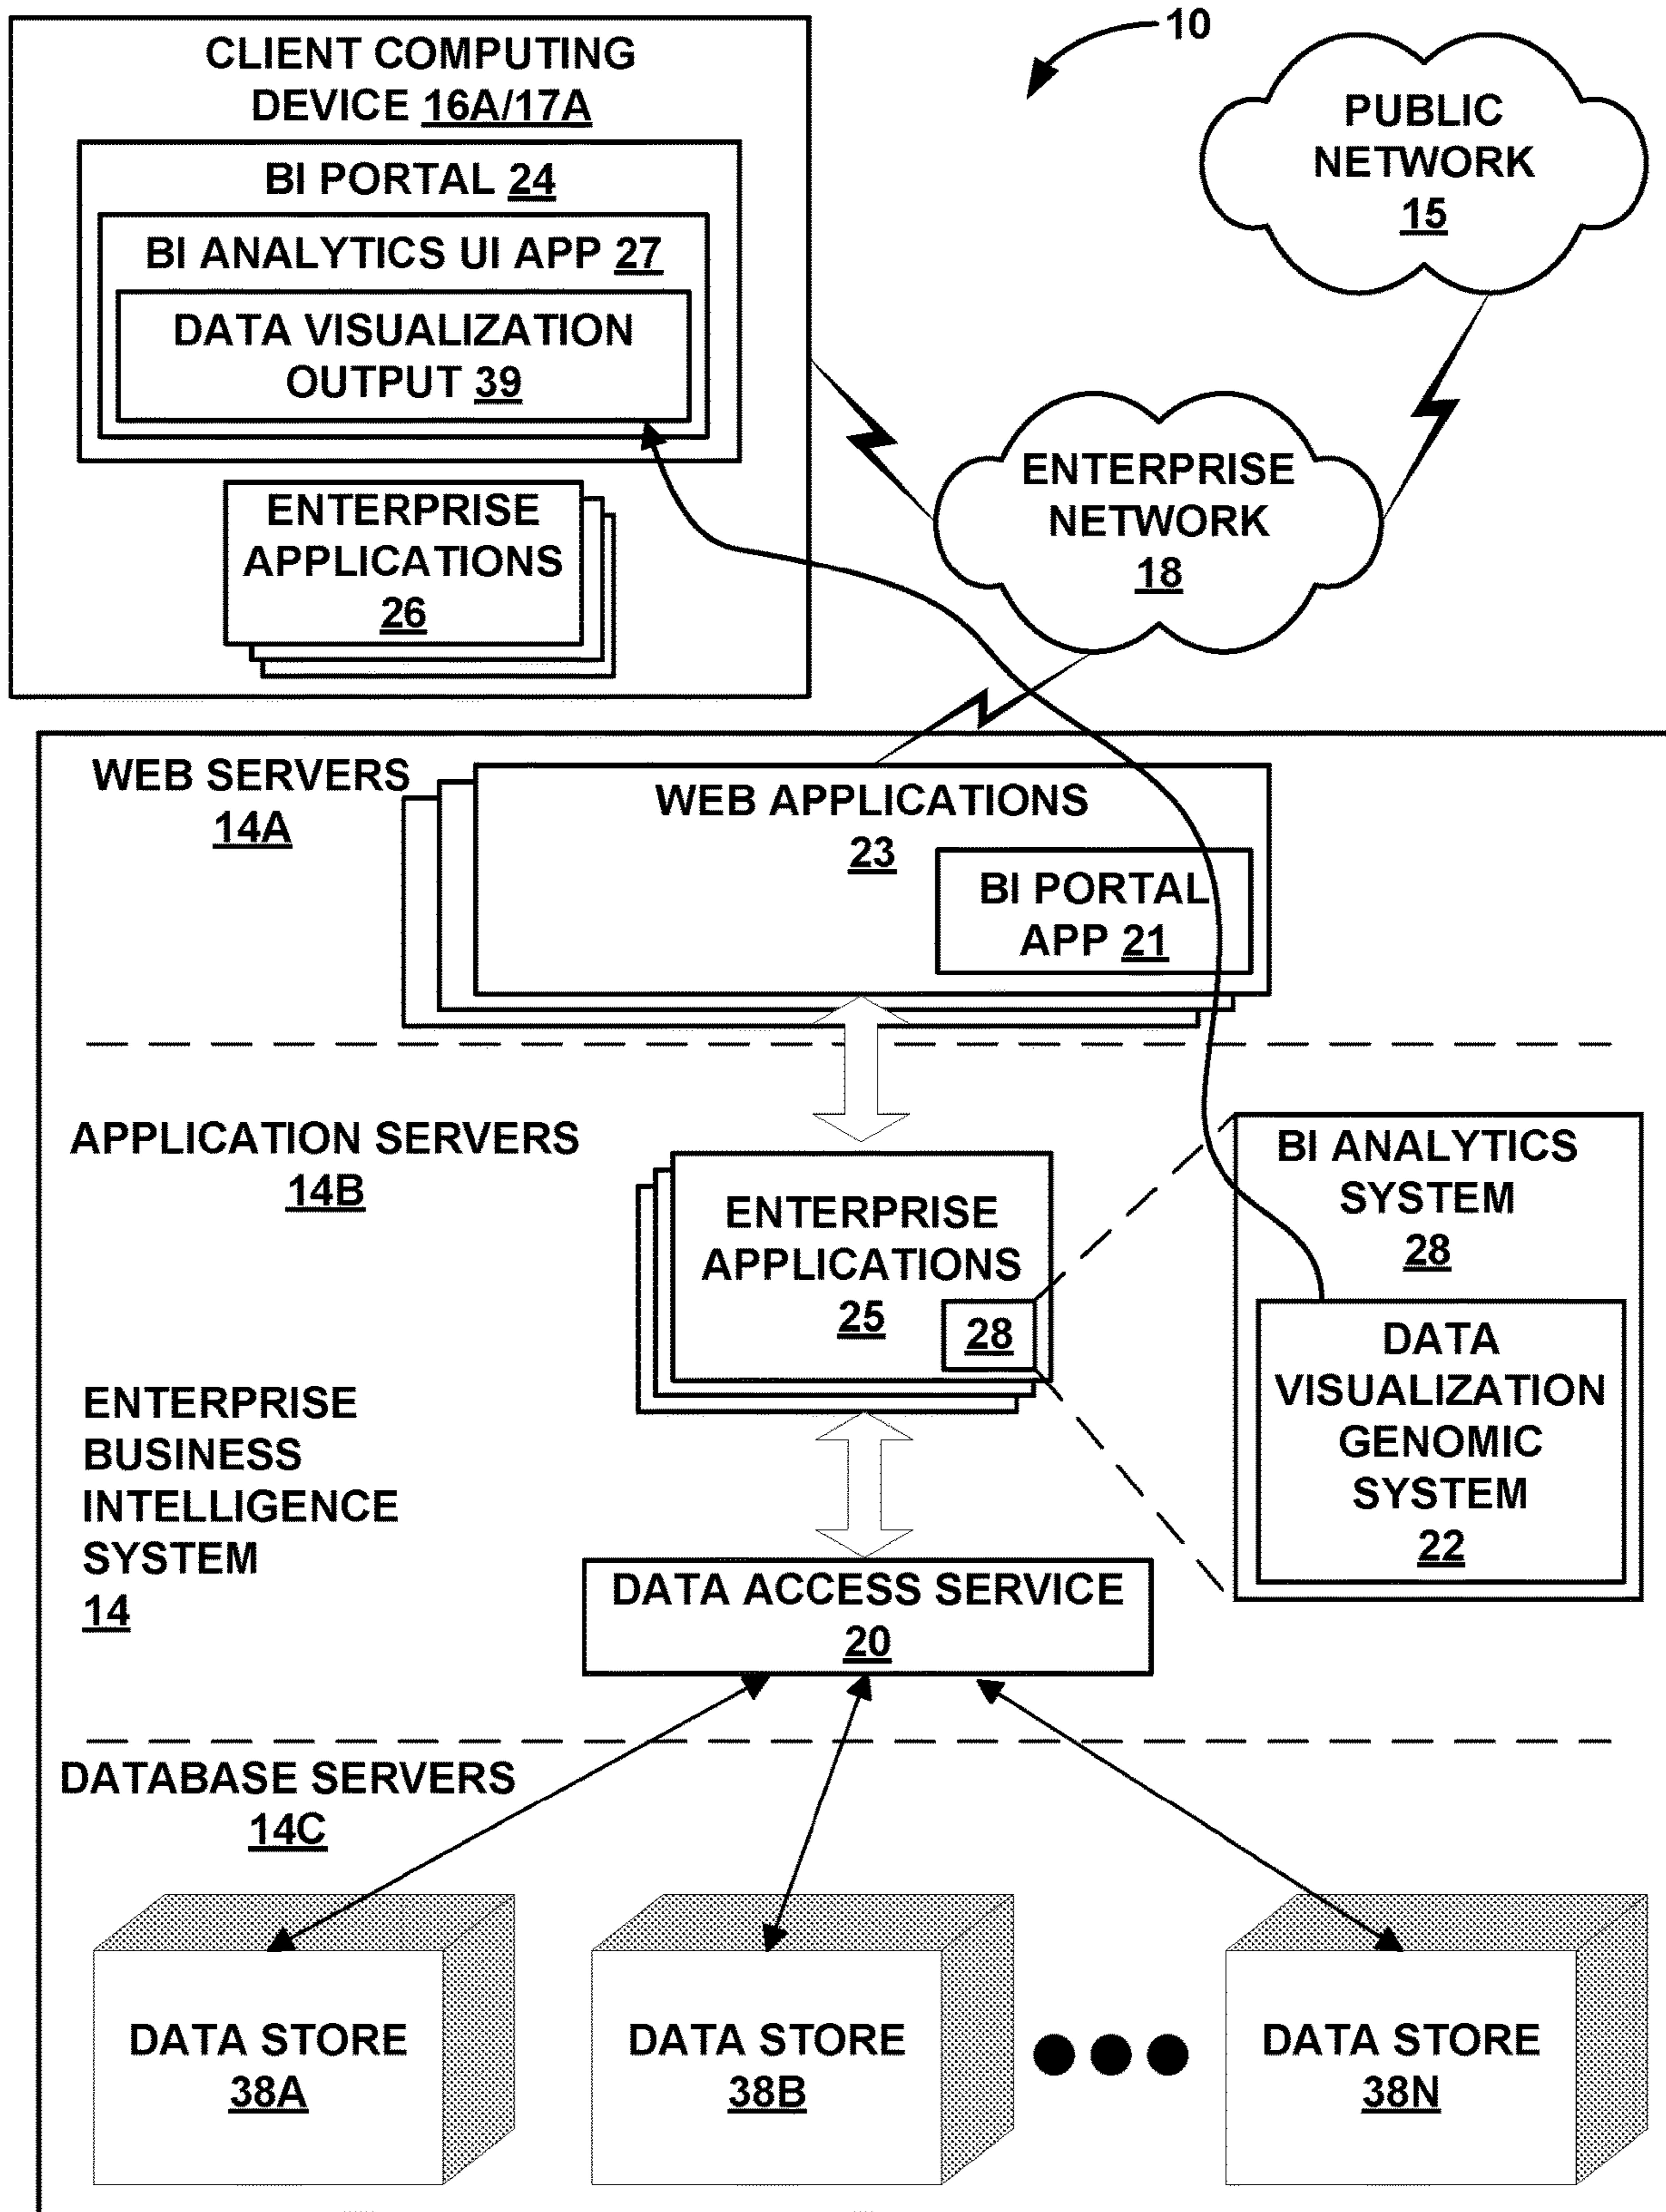 CLIENT COMPUTING
DEVICE 16A/17A
BI PORTAL 24
BI ANALYTICS UI APP 27
DATA VISUALIZATION
OUTPUT 39
ENTERPRISE
APPLICATIONS
26
10
PUBLIC
NETWORK
15
ENTERPRISE
NETWORK
18
WEB SERVERS
14A
WEB APPLICATIONS
23
BI PORTAL
APP 21
APPLICATION SERVERS
14B
ENTERPRISE
APPLICATIONS
25
28
BI ANALYTICS
SYSTEM
28
DATA
VISUALIZATION
GENOMIC
SYSTEM
22
ENTERPRISE
BUSINESS
INTELLIGENCE
SYSTEM
14
DATA ACCESS SERVICE
20
DATABASE SERVERS
14C
DATA STORE
38A
DATA STORE
38B
DATA STORE
38N